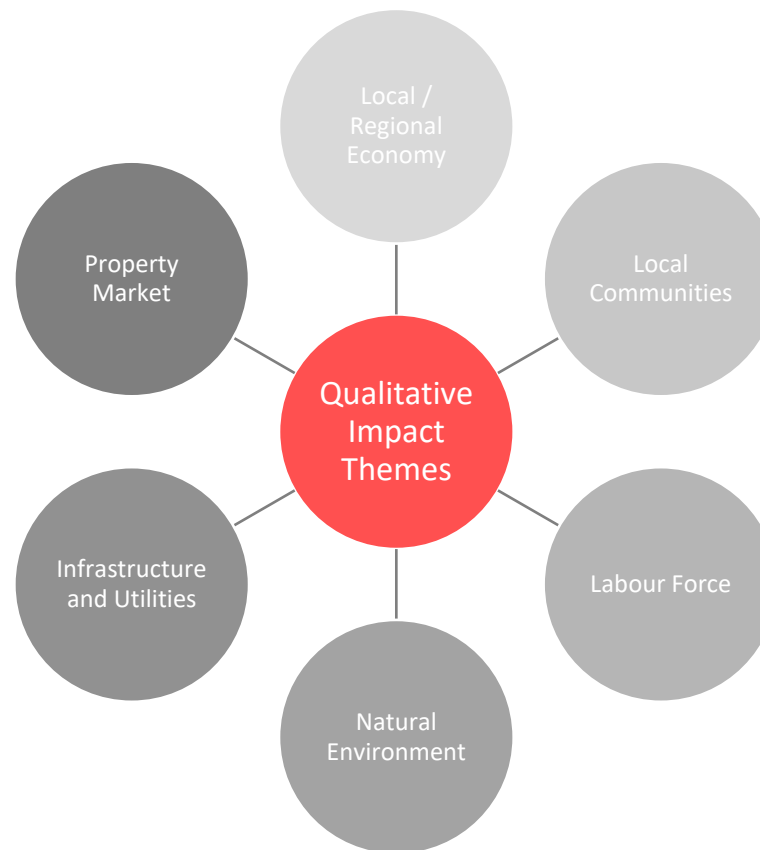 Local /
Regional
Economy
Property
Market
Local
Communities
Qualitative
Impact
Themes
Infrastructure
and Utilities
Labour Force
Natural
Environment